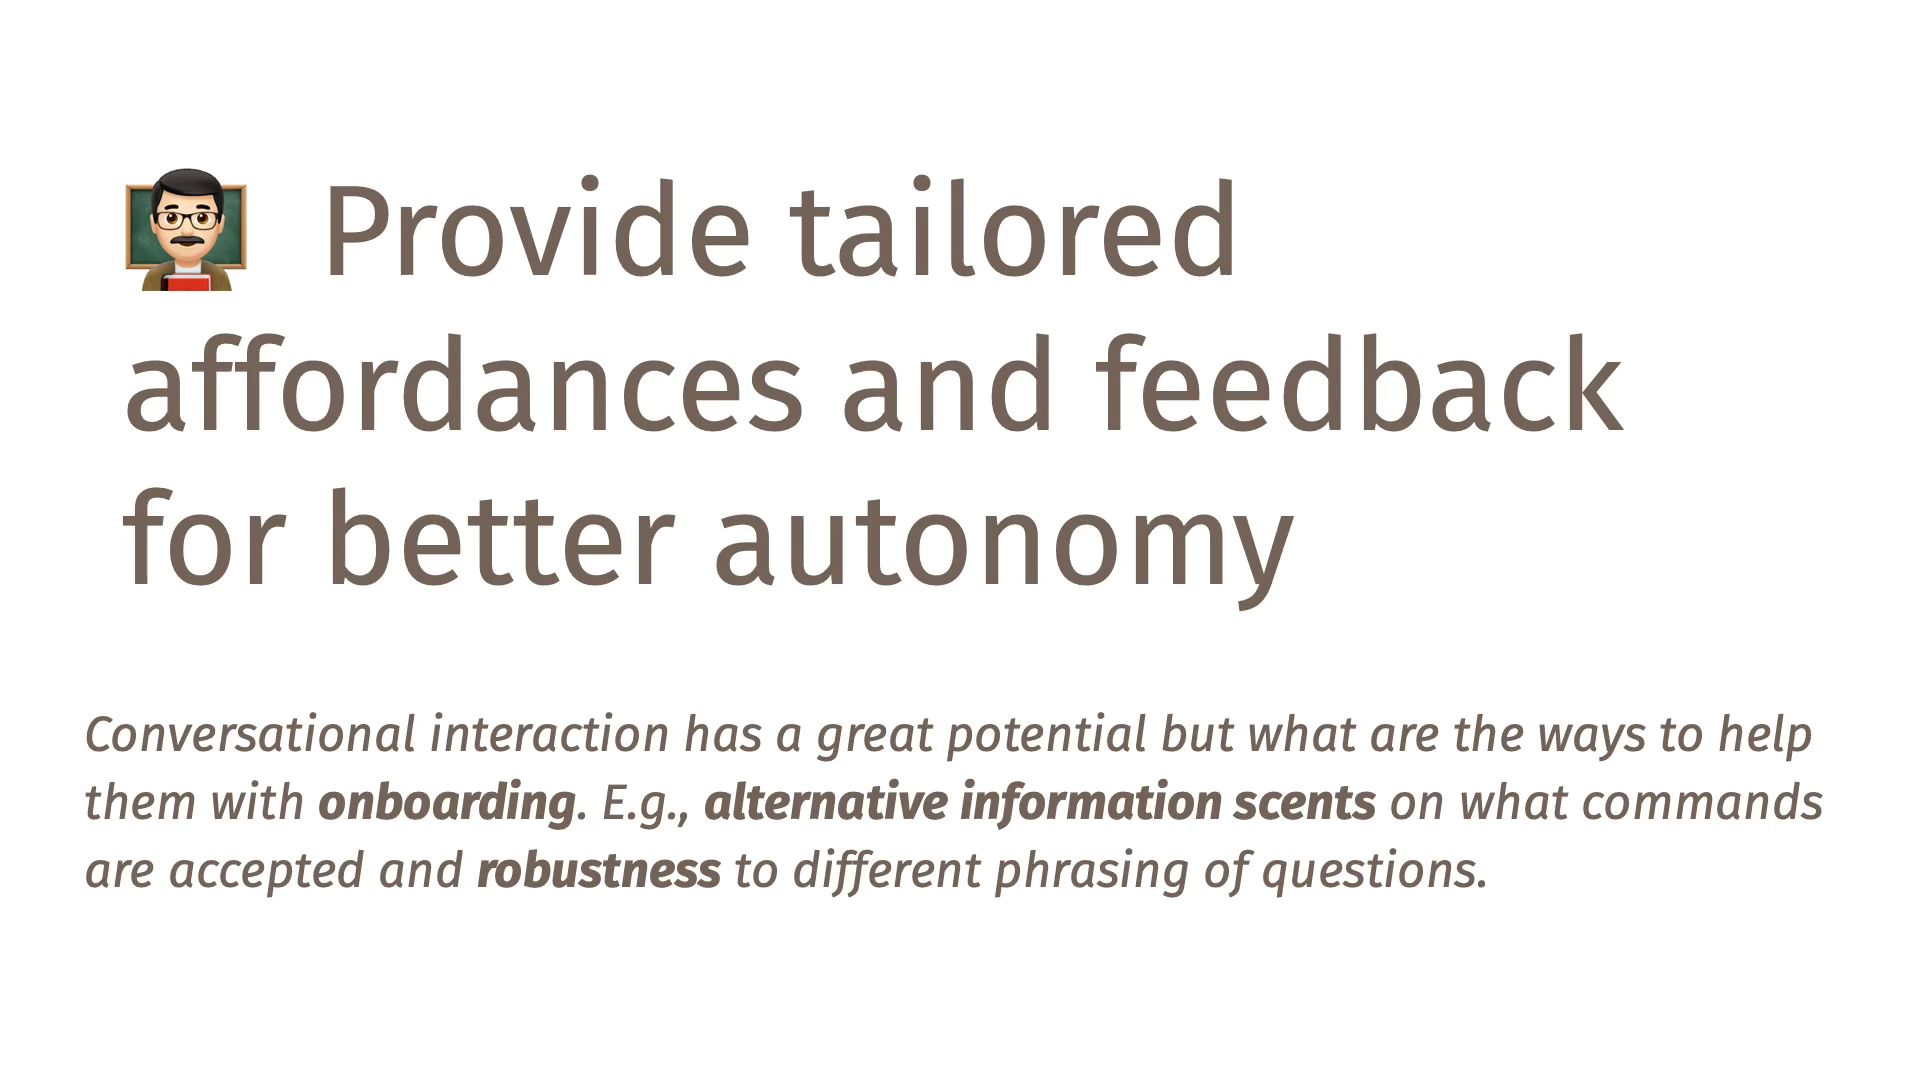 Provide tailored
affordances and feedback
for better autonomy
Conversational interaction has a great potential but what are the ways to help
them with onboarding. E.g., alternative information scents on what commands
are accepted and robustness to different phrasing of questions.